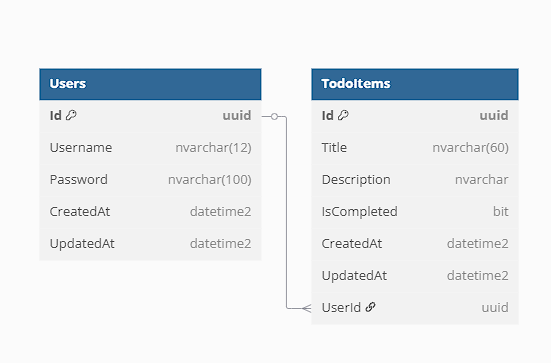 Users
Id uuid
Username nvarchar(12)
Password nvarchar(100)
CreatedAt datetime2
UpdatedAt datetime2
TodoItems
Id uuid
Title nvarchar(60)
Description nvarchar
IsCompleted bit
CreatedAt datetime2
UpdatedAt datetime2
UserId uuid